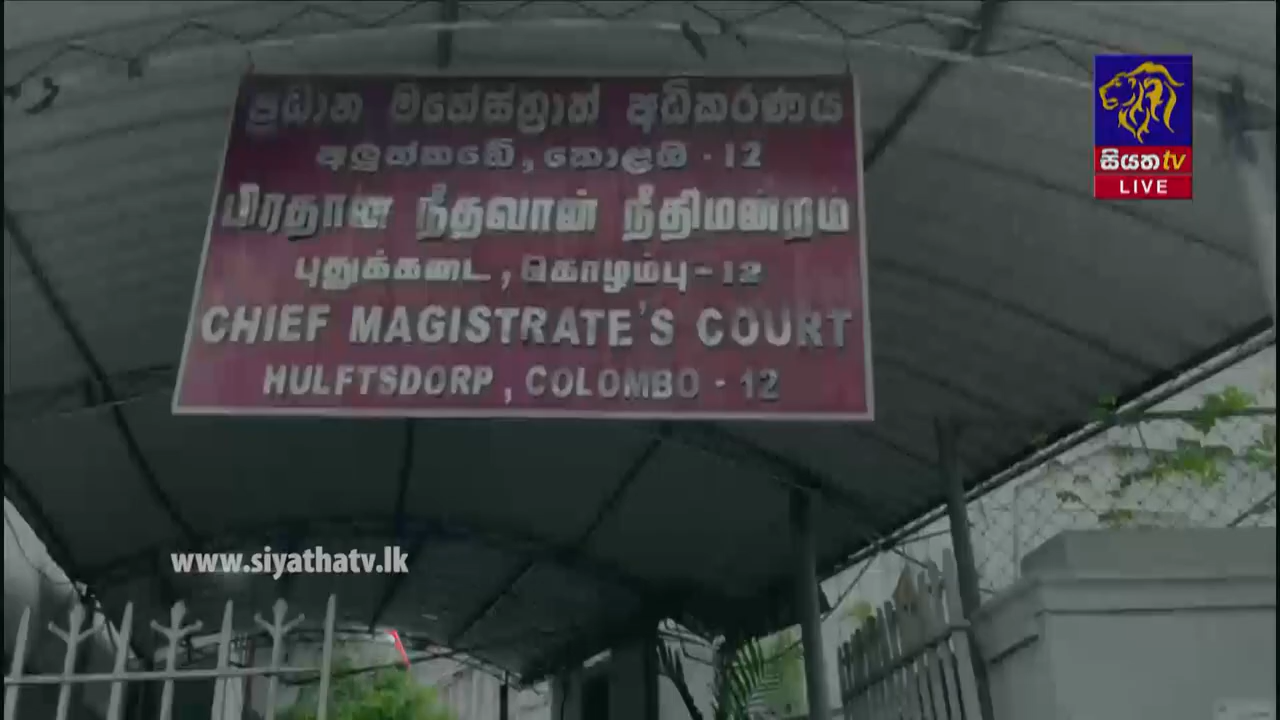 ප්‍රධාන මහේස්ත්‍රාත් අධිකරණය
අලුත්කඩේ, කොළඹ - 12
பிரதான நீதவான் நீதிமன்றம்
புதுக்கடை, கொழும்பு - 12
CHIEF MAGISTRATE'S COURT
HULFTSDORP, COLOMBO - 12
සියත tv
LIVE
www.siyathatv.lk